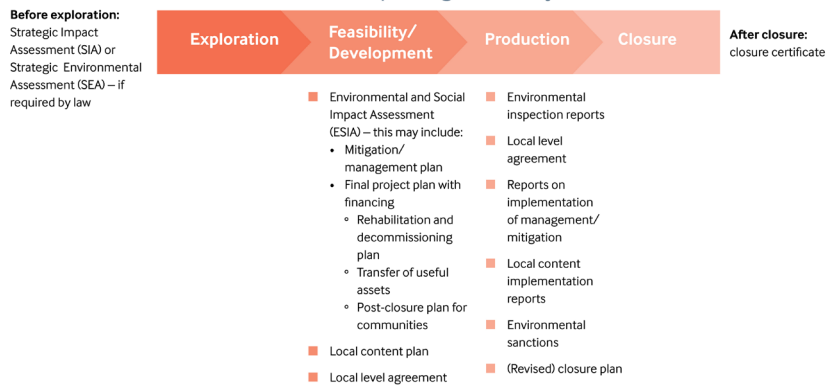 Before exploration:
Strategic Impact
Assessment (SIA) or
Strategic Environmental
Assessment (SEA) – if
required by law
Exploration
Feasibility/
Development
Production
Closure
After closure:
closure certificate
Environmental and Social
Impact Assessment
(ESIA) – this may include:
• Mitigation/
management plan
• Final project plan with
financing
Rehabilitation and
decommissioning
plan
Transfer of useful
assets
Post-closure plan for
communities
Local content plan
Local level agreement
Environmental
inspection reports
Local level
agreement
Reports on
implementation
of management/
mitigation
Local content
implementation
reports
Environmental
sanctions
(Revised) closure plan